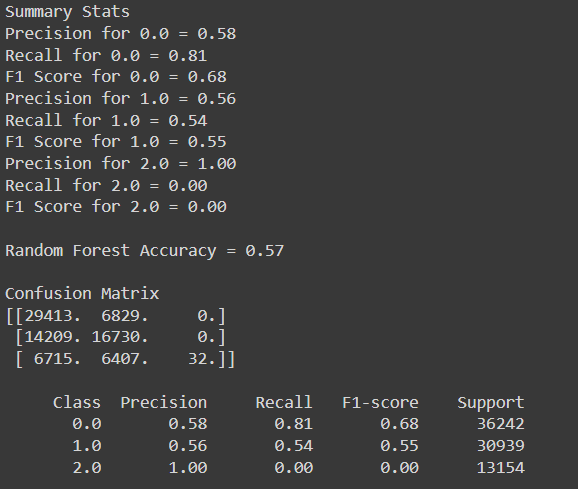 Summary Stats
Precision for 0.0 = 0.58
Recall for 0.0 = 0.81
F1 Score for 0.0 = 0.68
Precision for 1.0 = 0.56
Recall for 1.0 = 0.54
F1 Score for 1.0 = 0.55
Precision for 2.0 = 1.00
Recall for 2.0 = 0.00
F1 Score for 2.0 = 0.00
Random Forest Accuracy = 0.57
Confusion Matrix
[[29413. 6829. 0.]
[14209. 16730. 0.]
[ 6715. 6407. 32.]]
Class Precision Recall F1-score Support
0.0 0.58 0.81 0.68 36242
1.0 0.56 0.54 0.55 30939
2.0 1.00 0.00 0.00 13154